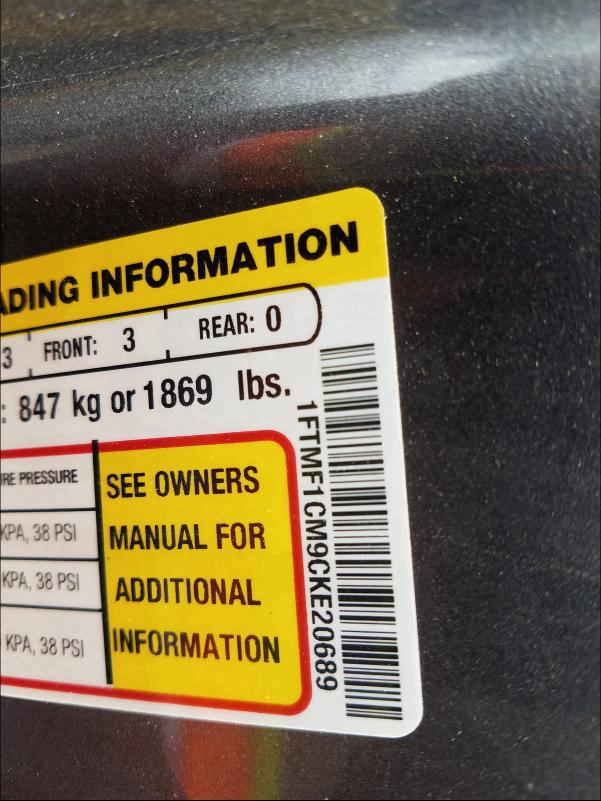 ADING INFORMATION
3 FRONT: 3 REAR: 0
: 847 kg or 1869 lbs.
RE PRESSURE
KPA, 38 PSI
KPA, 38 PSI
KPA, 38 PSI
SEE OWNERS
MANUAL FOR
ADDITIONAL
INFORMATION
1FTMF1CM9CKE20689